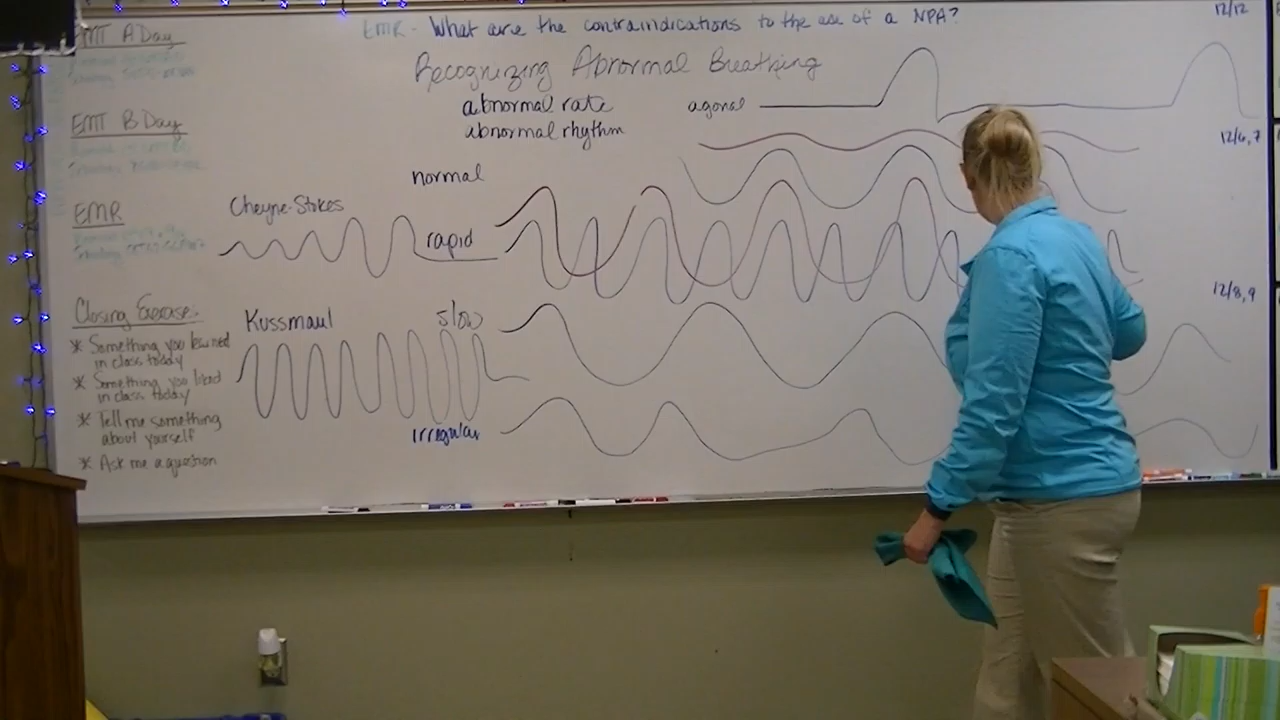 EMR - What are the contraindications to the use of a NPA?
12/12
EMT A Day
Recognizing Abnormal Breathing
abnormal rate
agonal
abnormal rhythm
EMT B Day
12/6,7
normal
EMR
Cheyne-Stokes
rapid
12/8,9
Closing Exercise:
* Something you learned
in class today
* Something you liked
in class today
* Tell me something
about yourself
* Ask me a question
Kussmaul
slow
irregular